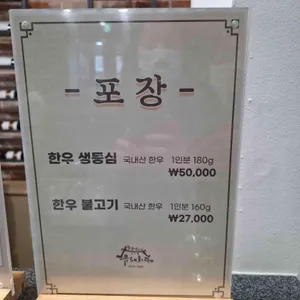 - 포장 -
한우 생등심 국내산 한우 1인분 180g
₩50,000
한우 불고기 국내산 한우 1인분 160g
₩27,000